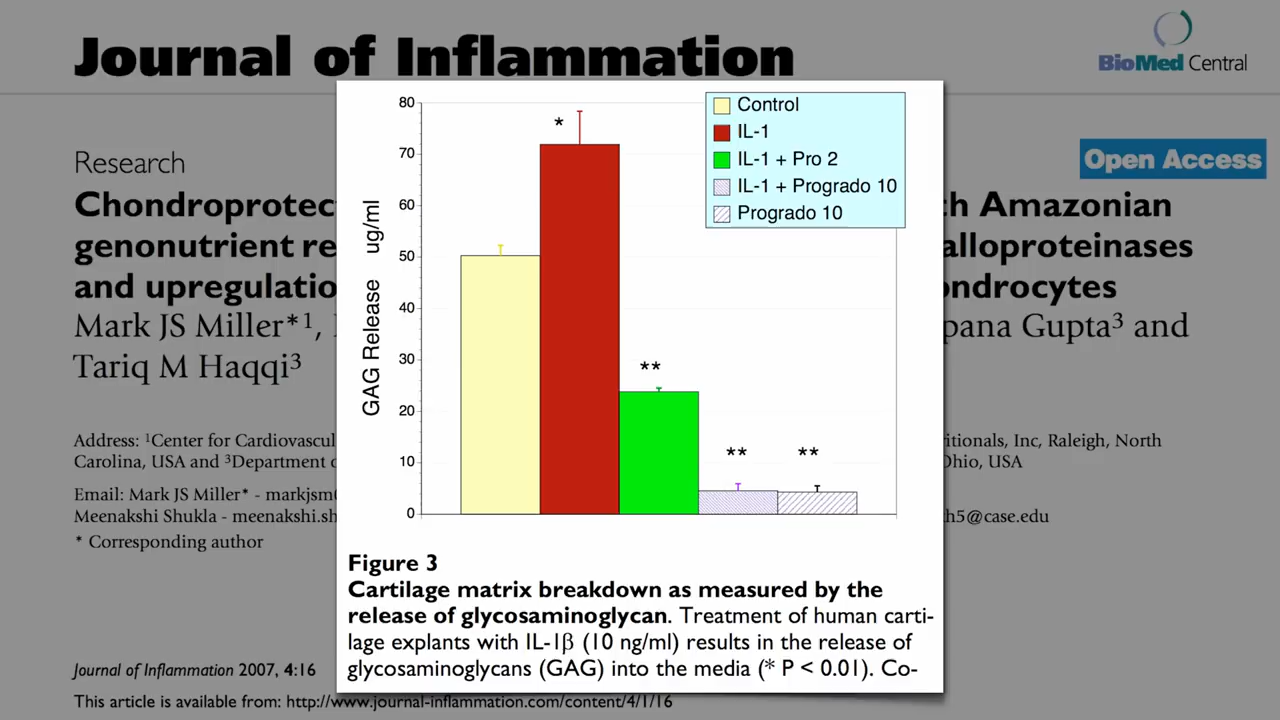 Journal of Inflammation
BioMed Central
Research
Open Access
Chondroprotec
h Amazonian
genonutrient re
alloproteinases
and upregulatio
ondrocytes
Mark JS Miller*1,
pana Gupta3 and
Tariq M Haqqi3
Address: 1Center for Cardiovascul
itionals, Inc, Raleigh, North
Carolina, USA and 3Department o
Ohio, USA
Email: Mark JS Miller* - markjsm
Meenakshi Shukla - meenakshi.sh
h5@case.edu
* Corresponding author
Journal of Inflammation 2007, 4:16
This article is available from: http://www.journal-inflammation.com/content/4/1/16
80
70
60
50
40
30
20
10
0
GAG Release ug/ml
*
**
**
**
Control
IL-1
IL-1 + Pro 2
IL-1 + Progrado 10
Progrado 10
Figure 3
Cartilage matrix breakdown as measured by the
release of glycosaminoglycan. Treatment of human carti-
lage explants with IL-1β (10 ng/ml) results in the release of
glycosaminoglycans (GAG) into the media (* P < 0.01). Co-